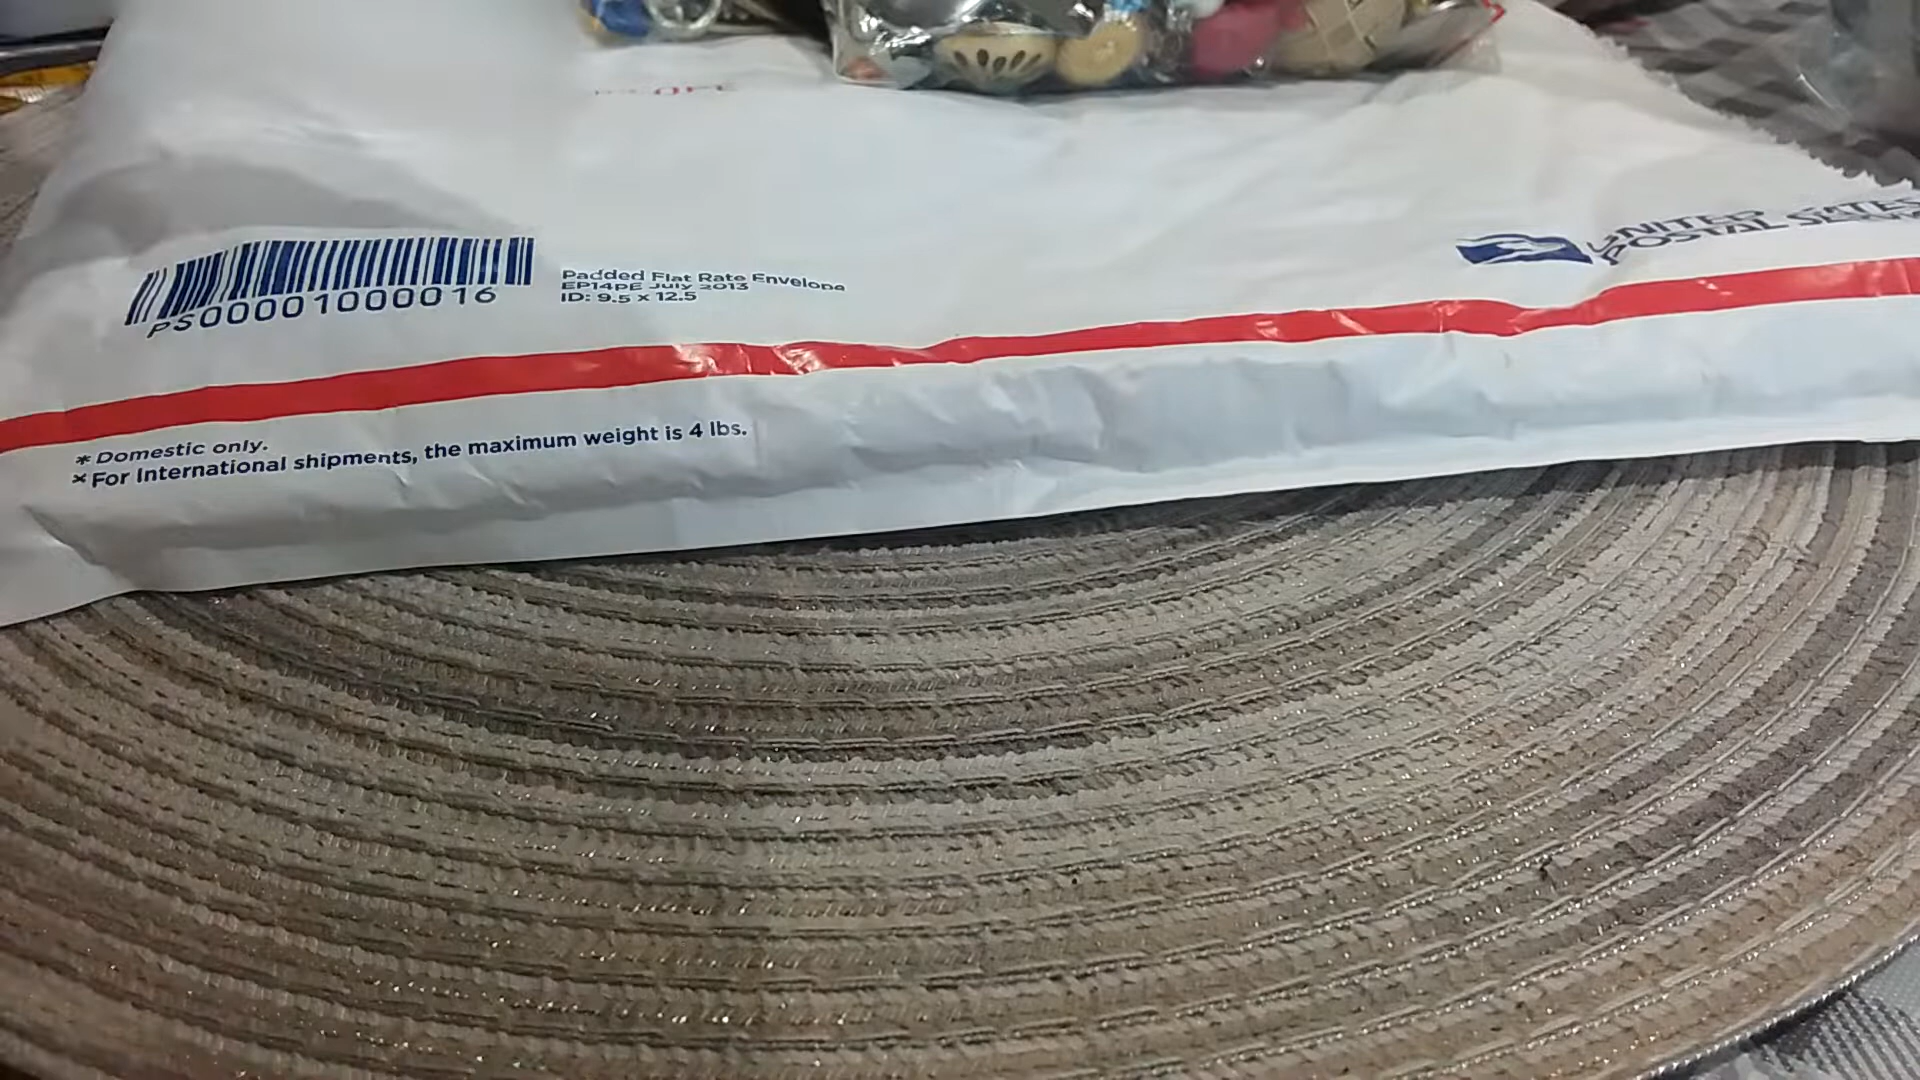 PS00001000016
Padded Flat Rate Envelope
EP14PE July 2013
ID: 9.5 x 12.5
UNITED STATES
POSTAL SERVICE
* Domestic only.
× For International shipments, the maximum weight is 4 lbs.